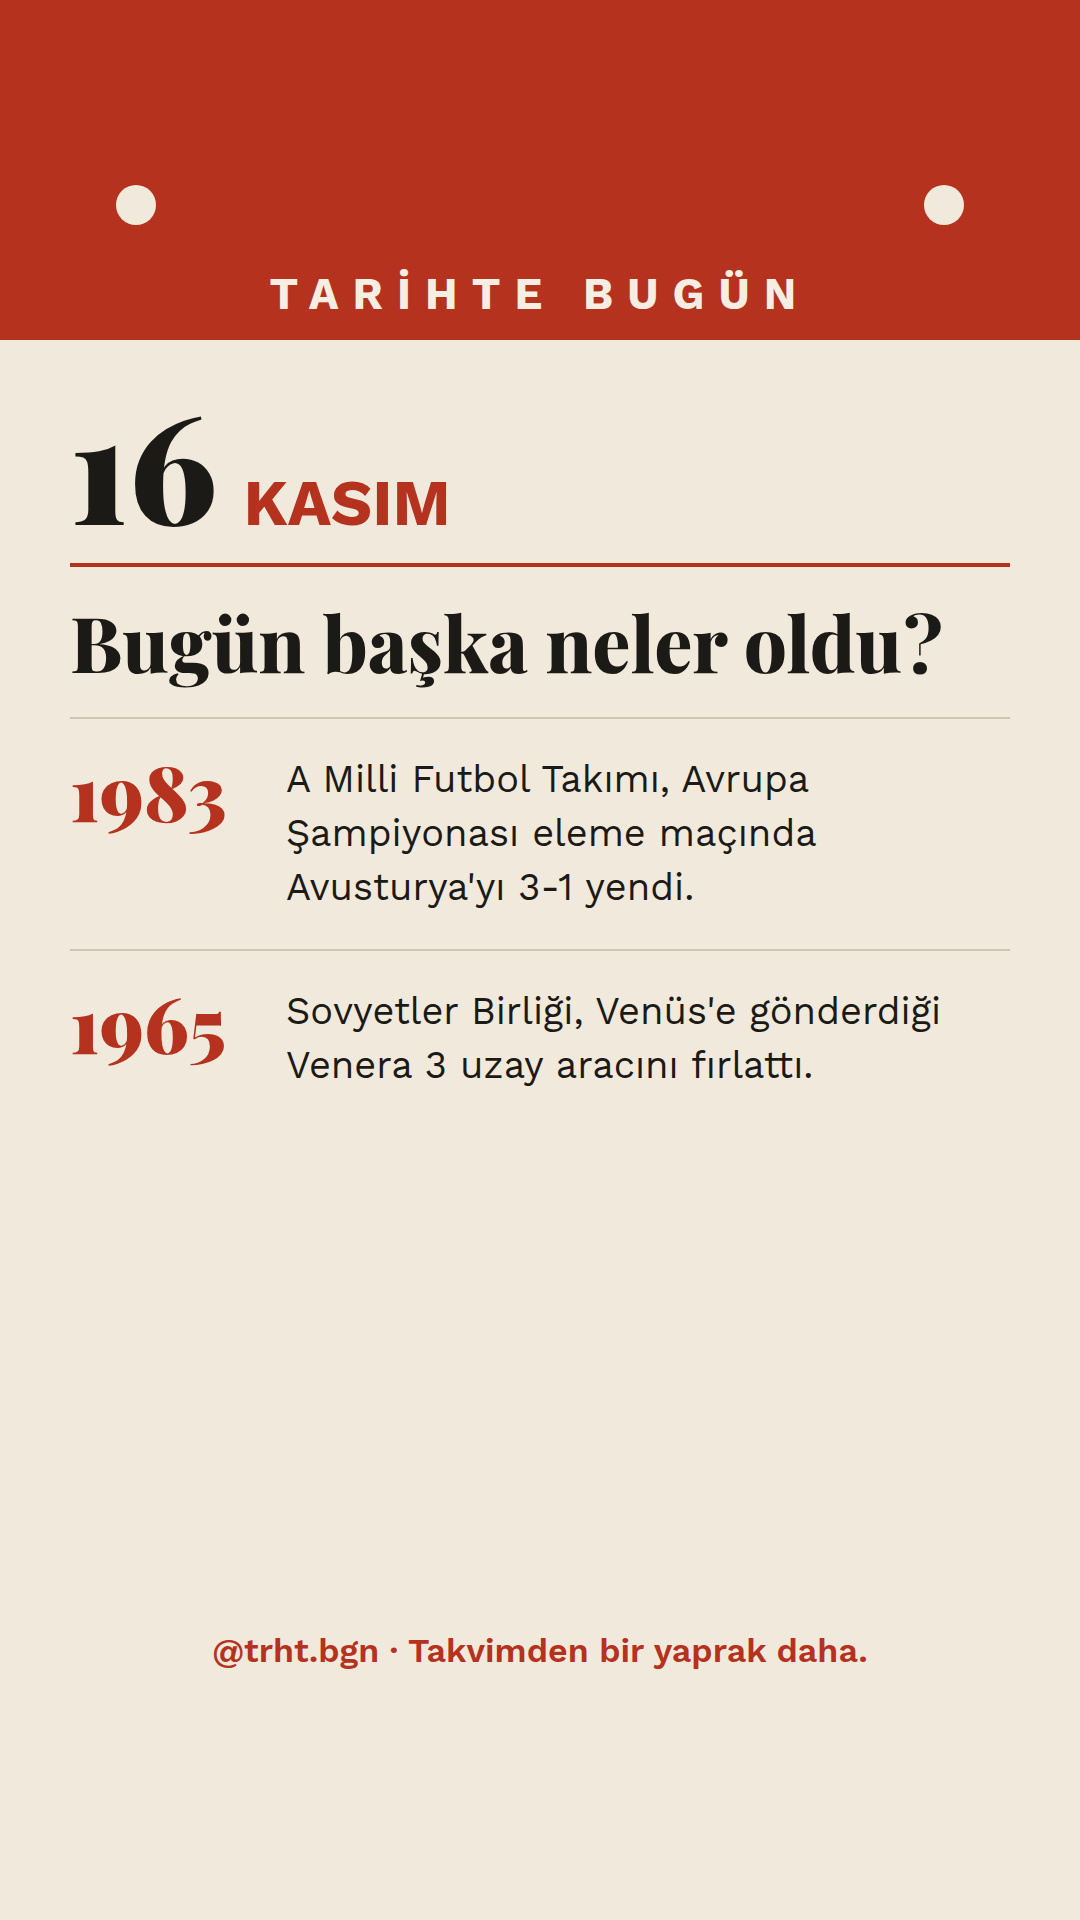 TARİHTE BUGÜN
16 KASIM
Bugün başka neler oldu?
1983
A Milli Futbol Takımı, Avrupa
Şampiyonası eleme maçında
Avusturya'yı 3-1 yendi.
1965
Sovyetler Birliği, Venüs'e gönderdiği
Venera 3 uzay aracını fırlattı.
@trht.bgn · Takvimden bir yaprak daha.